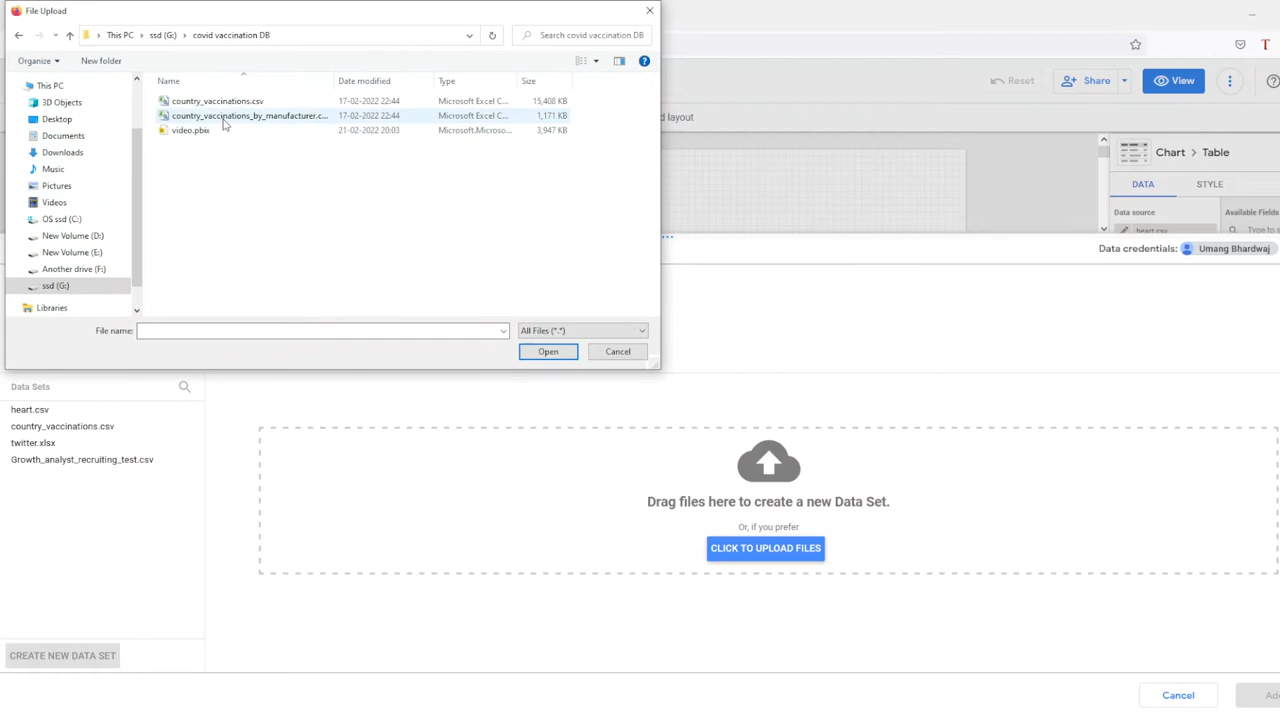 File Upload
This PC > ssd (G:) > covid vaccination DB
Search covid vaccination DB
Organize
New folder
Name
Date modified
Type
Size
country_vaccinations.csv 17-02-2022 22:44 Microsoft Excel C... 15,408 KB
country_vaccinations_by_manufacturer.c... 17-02-2022 22:44 Microsoft Excel C... 1,171 KB
video.pbix 21-02-2022 20:03 Microsoft.Microso... 3,947 KB
This PC
3D Objects
Desktop
Documents
Downloads
Music
Pictures
Videos
OS ssd (C:)
New Volume (D:)
New Volume (E:)
Another drive (F:)
ssd (G:)
Libraries
File name:
All Files (*.*)
Open
Cancel
T
Reset
Share
View
d layout
Chart > Table
DATA
STYLE
Data source
Available Fields
heart.csv
Type to s
Data credentials:
Umang Bhardwaj
Data Sets
heart.csv
country_vaccinations.csv
twitter.xlsx
Growth_analyst_recruiting_test.csv
Drag files here to create a new Data Set.
Or, if you prefer
CLICK TO UPLOAD FILES
CREATE NEW DATA SET
Cancel
Ad